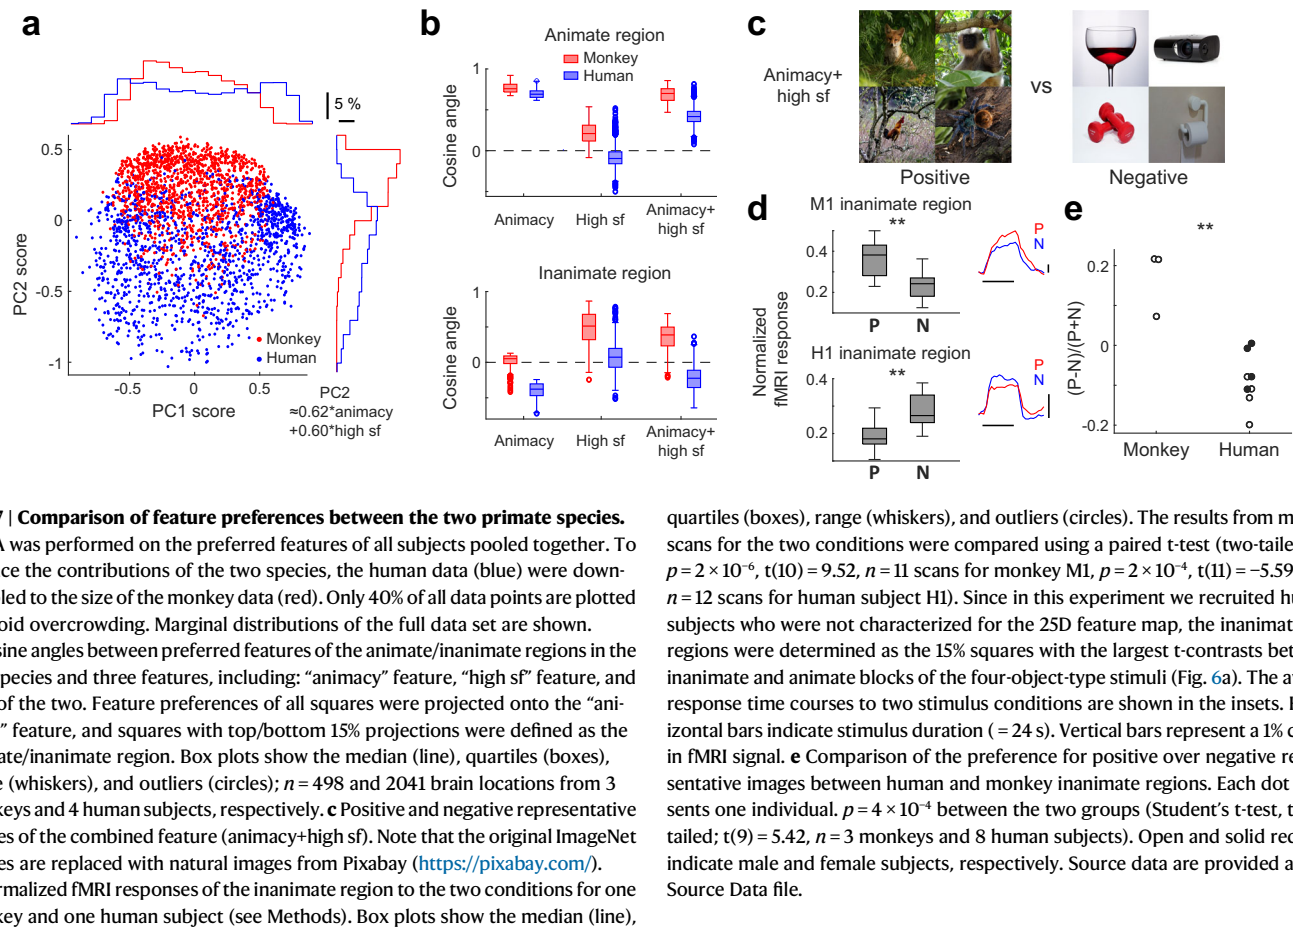 a
5 %
0.5
0
-0.5
-1
PC2 score
Monkey
Human
-0.5
0
0.5
PC1 score
PC2
≈0.62*animacy
+0.60*high sf
b
Animate region
Monkey
Human
1
0
Cosine angle
Animacy
High sf
Animacy+
high sf
Inanimate region
1
0
Cosine angle
Animacy
High sf
Animacy+
high sf
c
Animacy+
high sf
Positive
vs
Negative
d
M1 inanimate region
**
0.4
0.2
P
N
P
N
Normalized
fMRI response
H1 inanimate region
**
0.4
0.2
P
N
P
N
e
**
0.2
0
-0.2
(P-N)/(P+N)
Monkey
Human
7 | Comparison of feature preferences between the two primate species.
A was performed on the preferred features of all subjects pooled together. To
ce the contributions of the two species, the human data (blue) were down-
led to the size of the monkey data (red). Only 40% of all data points are plotted
oid overcrowding. Marginal distributions of the full data set are shown.
sine angles between preferred features of the animate/inanimate regions in the
pecies and three features, including: “animacy” feature, “high sf” feature, and
of the two. Feature preferences of all squares were projected onto the “ani-
” feature, and squares with top/bottom 15% projections were defined as the
ate/inanimate region. Box plots show the median (line), quartiles (boxes),
e (whiskers), and outliers (circles); n = 498 and 2041 brain locations from 3
keys and 4 human subjects, respectively. c Positive and negative representative
es of the combined feature (animacy+high sf). Note that the original ImageNet
es are replaced with natural images from Pixabay (https://pixabay.com/).
rmalized fMRI responses of the inanimate region to the two conditions for one
key and one human subject (see Methods). Box plots show the median (line),
quartiles (boxes), range (whiskers), and outliers (circles). The results from m
scans for the two conditions were compared using a paired t-test (two-taile
p = 2 × 10⁻⁶, t(10) = 9.52, n = 11 scans for monkey M1, p = 2 × 10⁻⁴, t(11) = −5.59
n = 12 scans for human subject H1). Since in this experiment we recruited hu
subjects who were not characterized for the 25D feature map, the inanimat
regions were determined as the 15% squares with the largest t-contrasts bet
inanimate and animate blocks of the four-object-type stimuli (Fig. 6a). The a
response time courses to two stimulus conditions are shown in the insets. H
izontal bars indicate stimulus duration ( = 24 s). Vertical bars represent a 1% c
in fMRI signal. e Comparison of the preference for positive over negative re
sentative images between human and monkey inanimate regions. Each dot
sents one individual. p = 4 × 10⁻⁴ between the two groups (Student’s t-test, t
tailed; t(9) = 5.42, n = 3 monkeys and 8 human subjects). Open and solid rec
indicate male and female subjects, respectively. Source data are provided a
Source Data file.